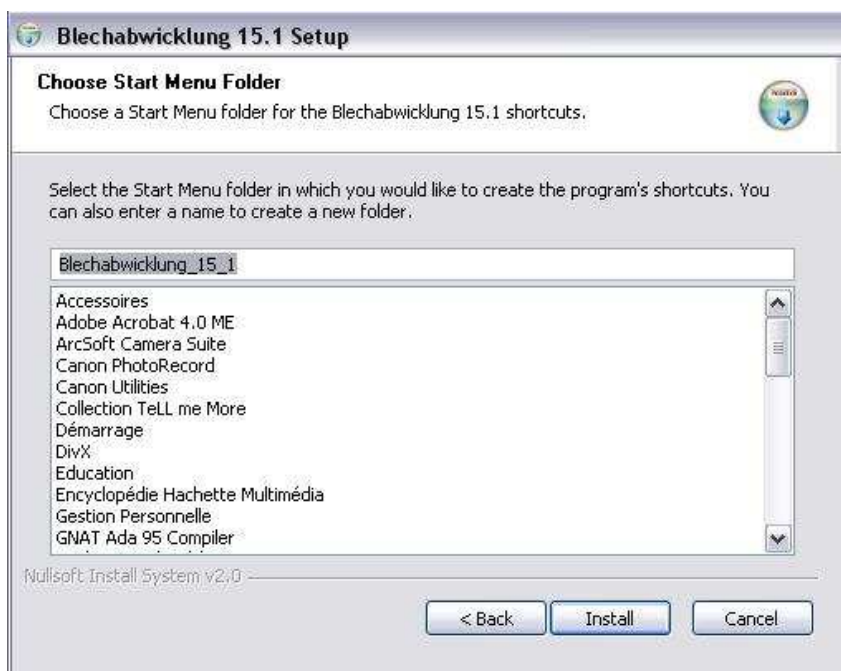 Blechabwicklung 15.1 Setup
Choose Start Menu Folder
Choose a Start Menu folder for the Blechabwicklung 15.1 shortcuts.
Select the Start Menu folder in which you would like to create the program's shortcuts. You
can also enter a name to create a new folder.
Blechabwicklung_15_1
Accessoires
Adobe Acrobat 4.0 ME
ArcSoft Camera Suite
Canon PhotoRecord
Canon Utilities
Collection TeLL me More
Démarrage
DivX
Education
Encyclopédie Hachette Multimédia
Gestion Personnelle
GNAT Ada 95 Compiler
Nullsoft Install System v2.0
< Back
Install
Cancel